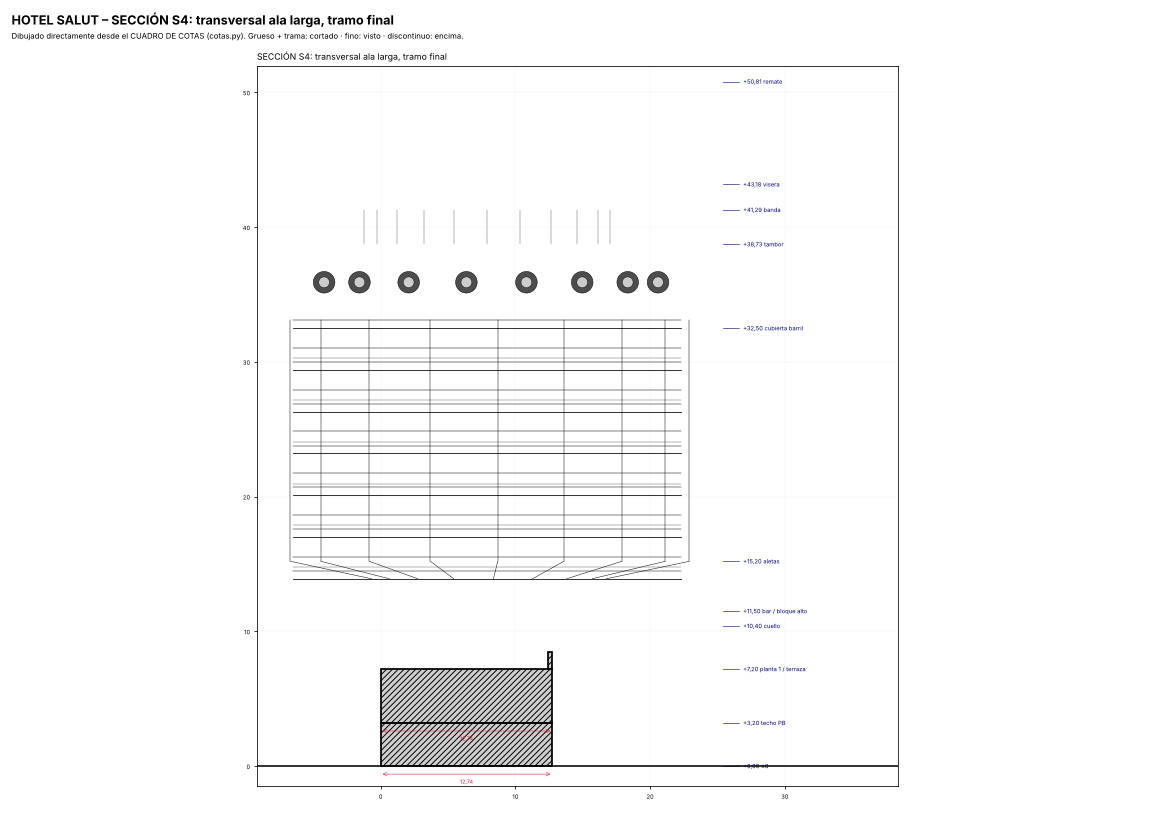 HOTEL SALUT – SECCIÓN S4: transversal ala larga, tramo final
Dibujado directamente desde el CUADRO DE COTAS (cotas.py). Grueso + trama: cortado · fino: visto · discontinuo: encima.
SECCIÓN S4: transversal ala larga, tramo final
50
+50,81 remate
+43,18 visera
+41,29 banda
40
+38,73 tambor
+32,50 cubierta barril
30
20
+15,20 aletas
+11,50 bar / bloque alto
+10,40 cuello
10
+7,20 planta 1 / terraza
+3,20 techo PB
0
12,74
0
10
20
30